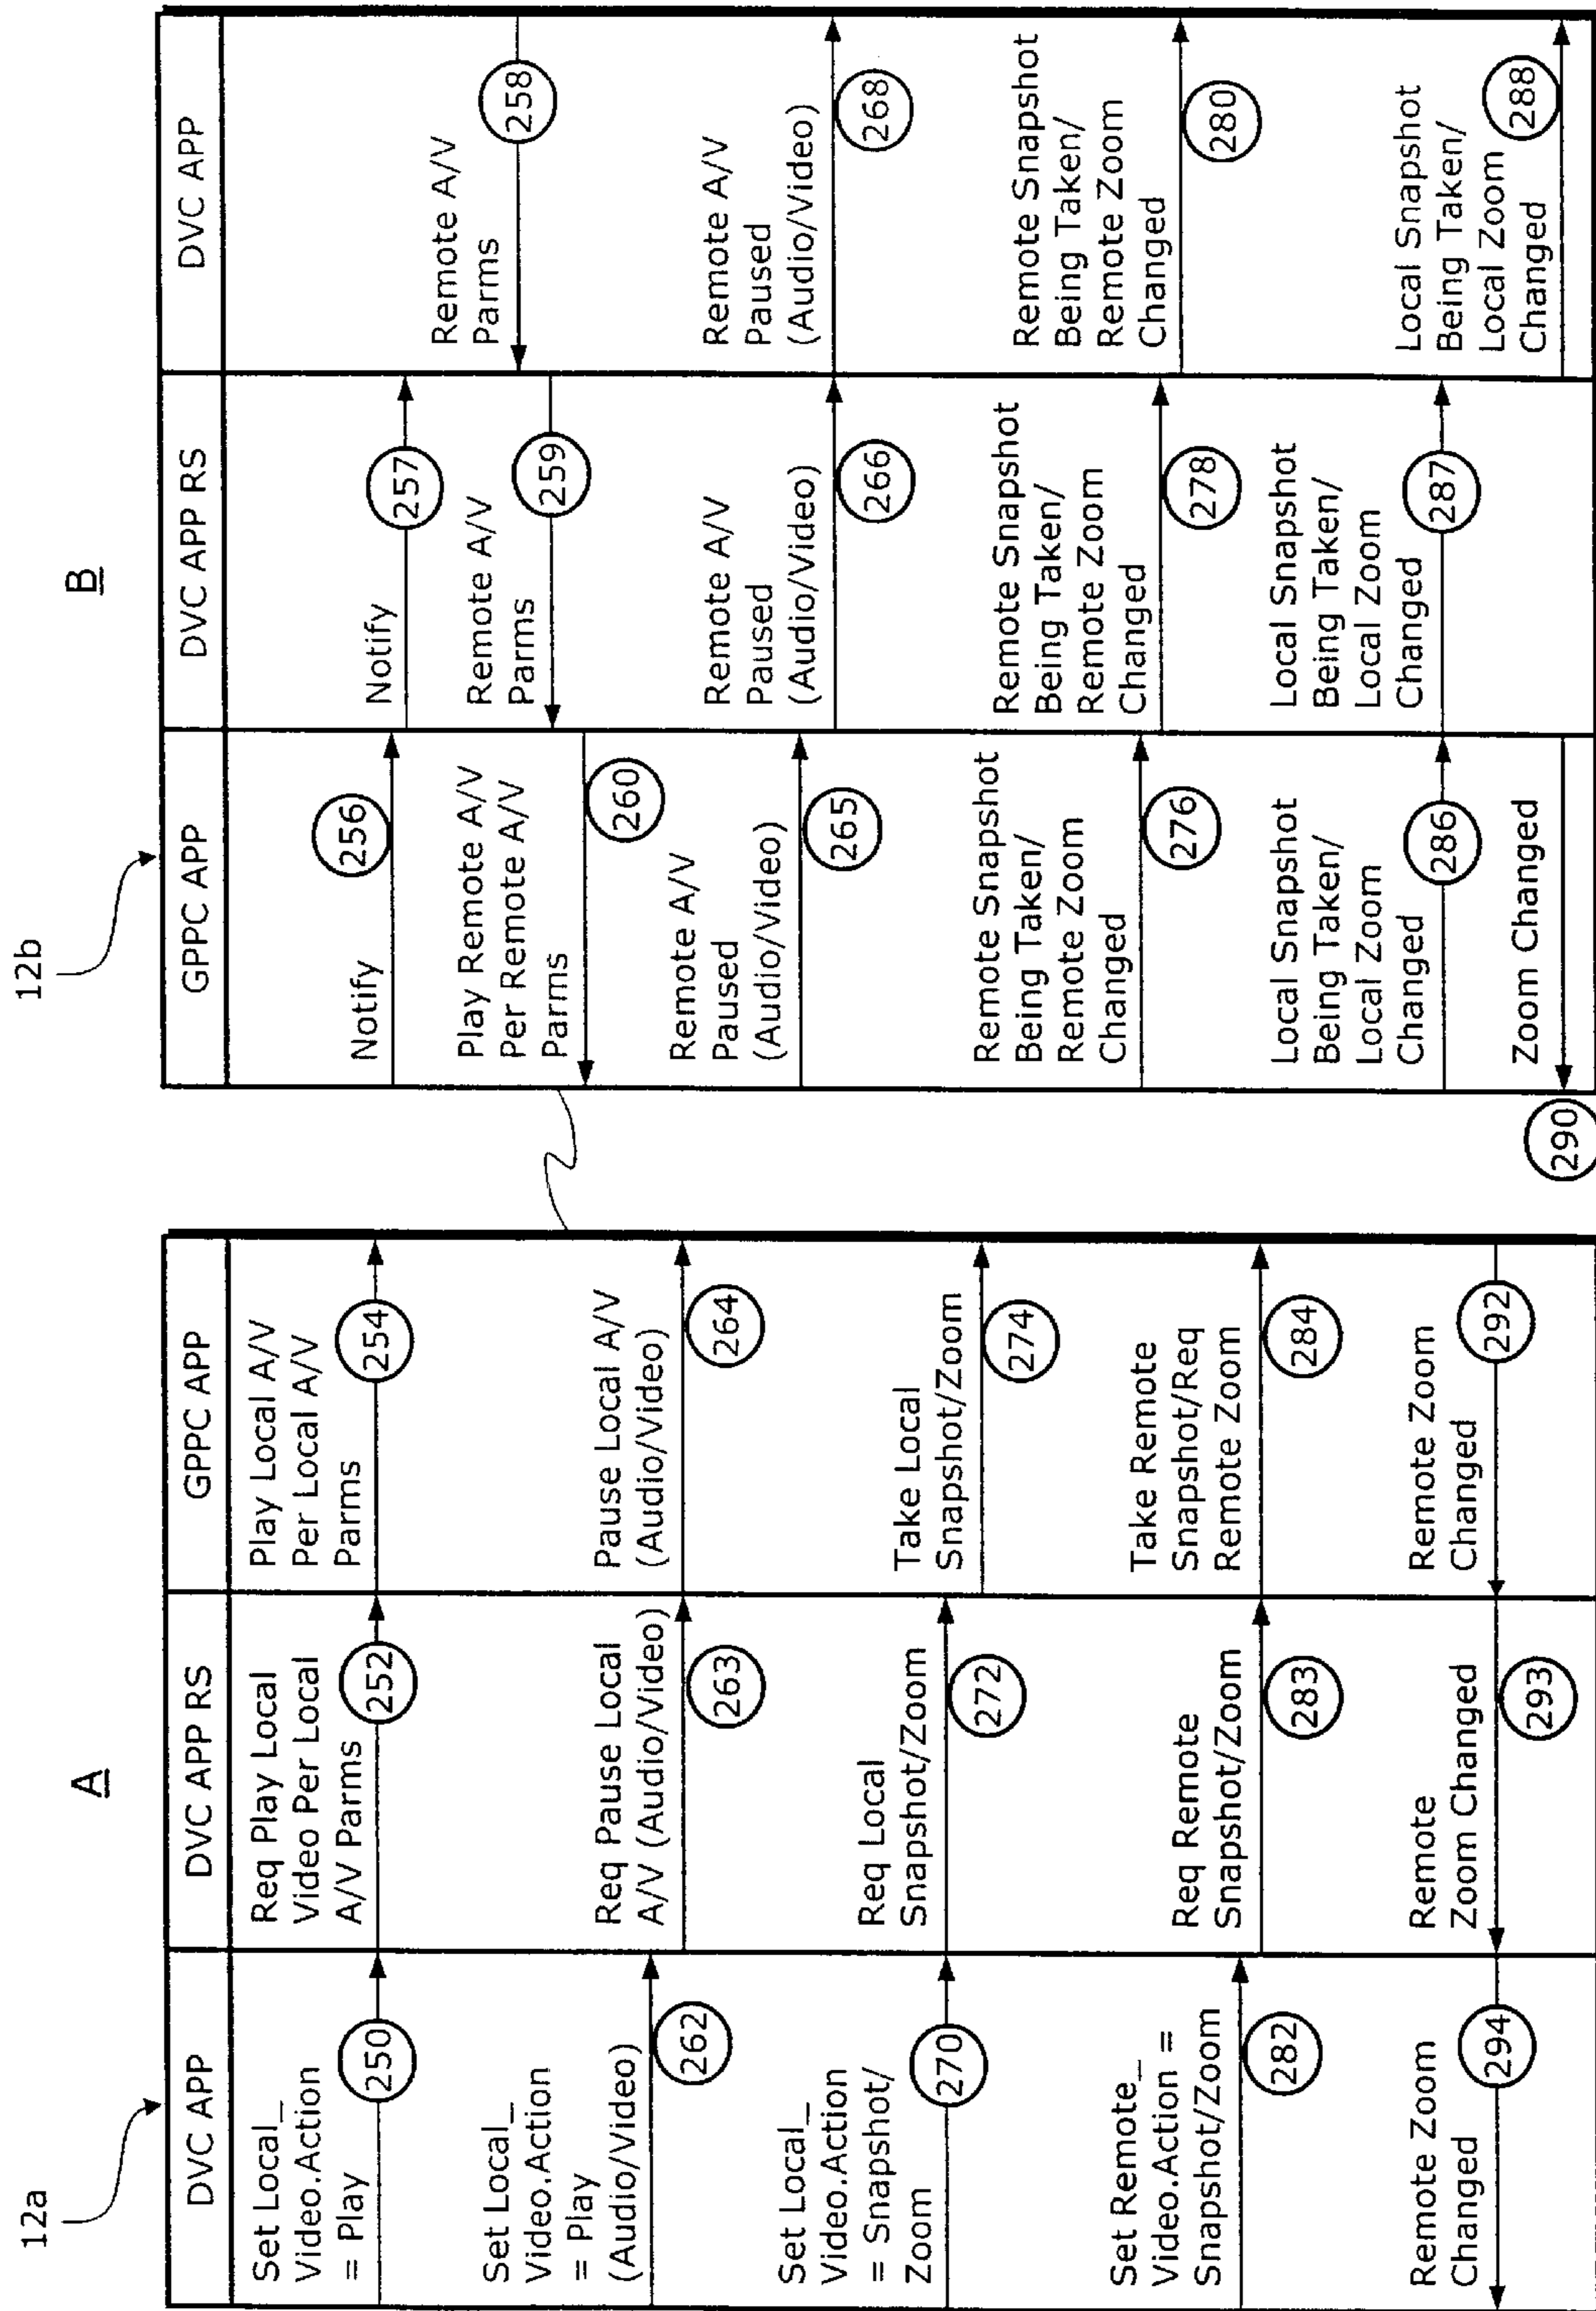 12a
A
DVC APP
DVC APP RS
GPPC APP
Set Local_
Video.Action
= Play
250
Req Play Local
Video Per Local
A/V Parms
252
Play Local A/V
Per Local A/V
Parms
254
Set Local_
Video.Action
= Play
(Audio/Video)
262
Req Pause Local
A/V (Audio/Video)
263
Pause Local A/V
(Audio/Video)
264
Set Local_
Video.Action
= Snapshot/
Zoom
270
Req Local
Snapshot/Zoom
272
Take Local
Snapshot/Zoom
274
Set Remote_
Video.Action =
Snapshot/Zoom
282
Req Remote
Snapshot/Zoom
283
Take Remote
Snapshot/Req
Remote Zoom
284
Remote Zoom
Changed
294
Remote
Zoom Changed
293
Remote Zoom
Changed
292
12b
B
GPPC APP
DVC APP RS
DVC APP
Notify
256
Notify
257
Remote A/V
Parms
258
Play Remote A/V
Per Remote A/V
Parms
260
Remote A/V
Parms
259
Remote A/V
Paused
(Audio/Video)
265
Remote A/V
Paused
(Audio/Video)
266
Remote A/V
Paused
(Audio/Video)
268
Remote Snapshot
Being Taken/
Remote Zoom
Changed
276
Remote Snapshot
Being Taken/
Remote Zoom
Changed
278
Remote Snapshot
Being Taken/
Remote Zoom
Changed
280
Local Snapshot
Being Taken/
Local Zoom
Changed
286
Local Snapshot
Being Taken/
Local Zoom
Changed
287
Local Snapshot
Being Taken/
Local Zoom
Changed
288
Zoom Changed
290